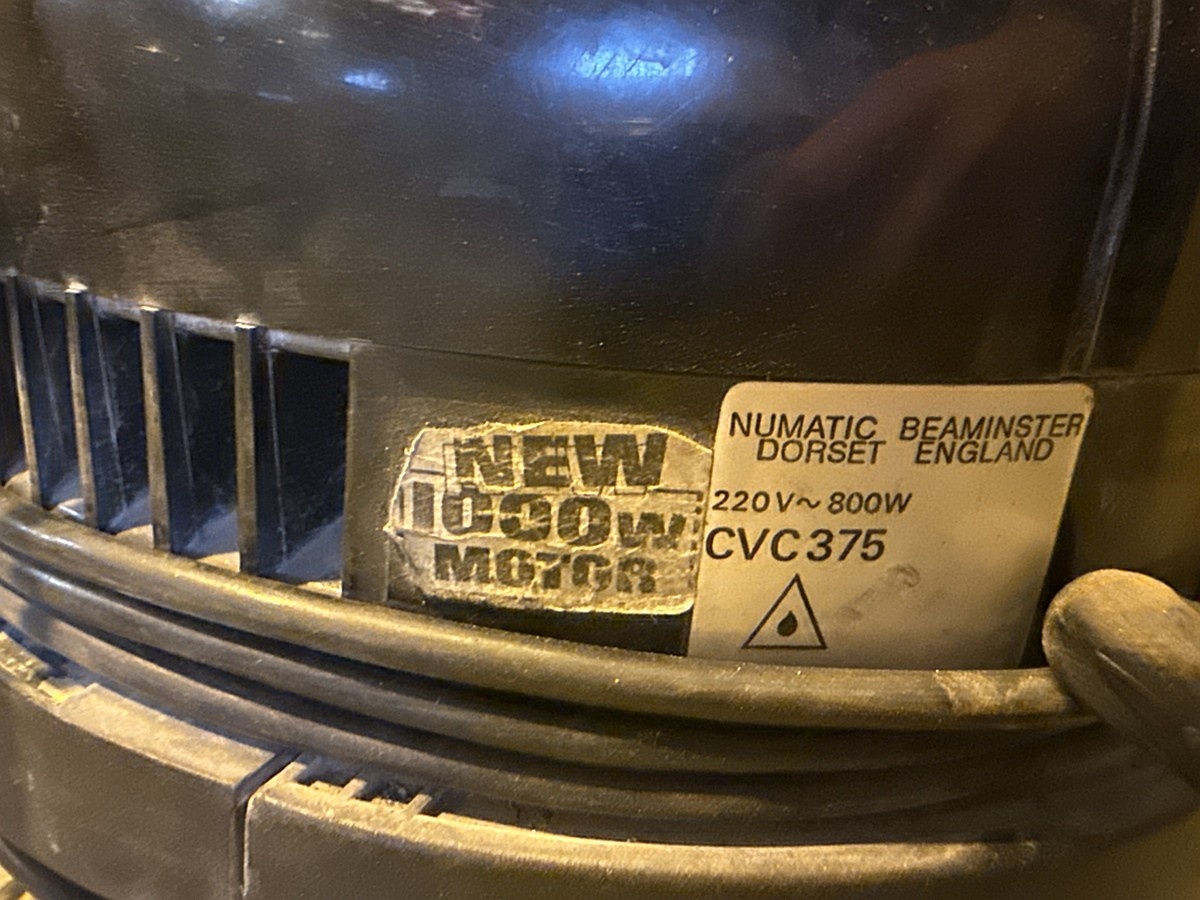 NEW
1000W
MOTOR
NUMATIC BEAMINSTER
DORSET ENGLAND
220V~800W
CVC375